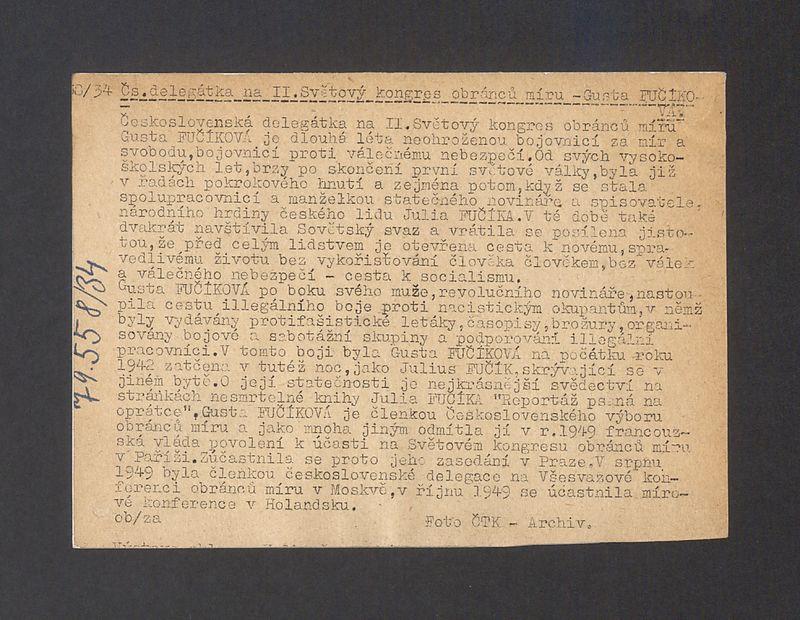 58/34 Čs.delegátka na II.Světový kongres obránců míru -Gusta FUČÍKO-
VÁ.
Československá delegátka na II.Světový kongres obránců míru
Gusta FUČÍKOVÁ je dlouhá léta neohroženou bojovnicí za mír a
svobodu,bojovnicí proti válečnému nebezpečí.Od svých vysoko-
školských let,brzy po skončení první světové války,byla již
v řadách pokrokového hnutí a zejména potom,když se stala
spolupracovnicí a manželkou statečného novináře a spisovatele,
národního hrdiny českého lidu Julia FUČÍKA.V té době také
dvakrát navštívila Sovětský svaz a vrátila se posílena jisto-
tou,že před celým lidstvem je otevřena cesta k novému,spra-
vedlivému životu bez vykořisťování člověka člověkem,bez válek
a válečného nebezpečí - cesta k socialismu.
Gusta FUČÍKOVÁ po boku svého muže,revolučního novináře,nastou-
pila cestu illegálního boje proti nacistickým okupantům,v němž
byly vydávány protifašistické letáky,časopisy,brožury,organi-
sovány bojové a sabotážní skupiny a podporování illegální
pracovníci.V tomto boji byla Gusta FUČÍKOVÁ na počátku roku
1942 zatčena v tutéž noc,jako Julius FUČÍK,skrývající se v
jiném bytě.O její statečnosti je nejkrásnější svědectví na
stránkách nesmrtelné knihy Julia FUČÍKA "Reportáž psaná na
oprátce".Gusta FUČÍKOVÁ je členkou Československého výboru
obránců míru a jako mnoha jiným odmítla jí v r.1949 francouz-
ská vláda povolení k účasti na Světovém kongresu obránců míru
v Paříži.Zúčastnila se proto jeho zasedání v Praze.V srpnu
1949 byla členkou československé delegace na Všesvazové kon-
ferenci obránců míru v Moskvě,v říjnu 1949 se účastnila míro-
vé konference v Holandsku.
ob/za Foto ČTK - Archiv.
79.558/34